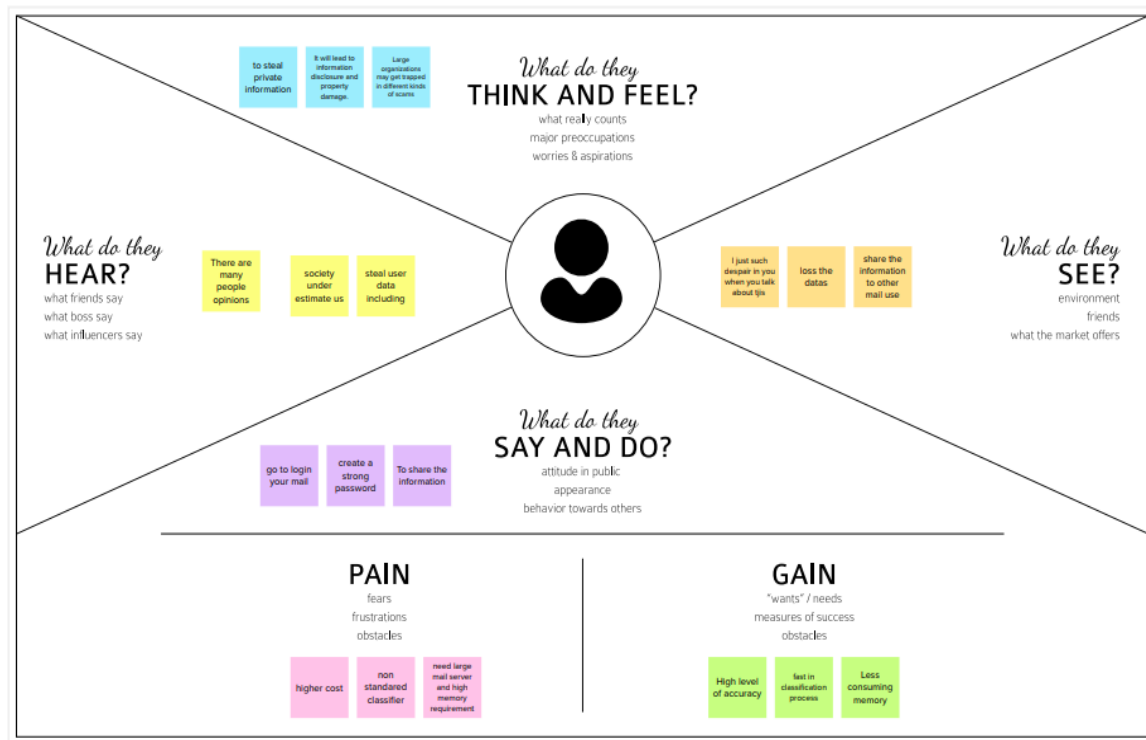 to steal
private
information
It will lead to
information
disclosure and
property
damage.
Large
organizations
may get trapped
in different kinds
of scams
What do they
THINK AND FEEL?
what really counts
major preoccupations
worries & aspirations
What do they
HEAR?
what friends say
what boss say
what influencers say
There are
many
people
opinions
society
under
estimate us
steal user
data
including
I just such
despair in you
when you talk
about tjis
loss the
datas
share the
information
to other
mail use
What do they
SEE?
environment
friends
what the market offers
What do they
SAY AND DO?
attitude in public
appearance
behavior towards others
go to login
your mail
create a
strong
password
To share the
information
PAIN
fears
frustrations
obstacles
higher cost
non
standared
classifier
need large
mail server
and high
memory
requirement
GAIN
"wants" / needs
measures of success
obstacles
High level
of accuracy
fast in
classification
process
Less
consuming
memory